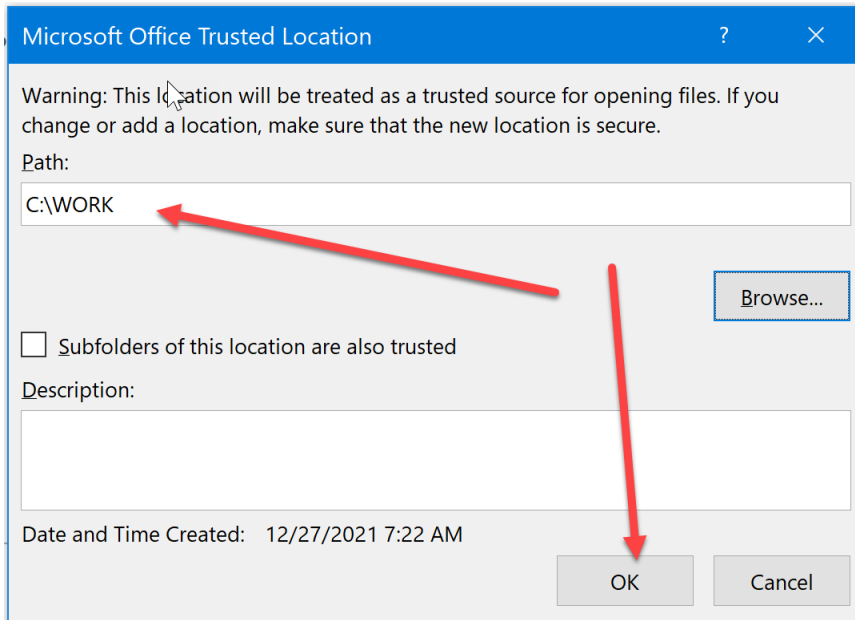 Microsoft Office Trusted Location
Warning: This location will be treated as a trusted source for opening files. If you
change or add a location, make sure that the new location is secure.
Path:
C:\WORK
Browse...
Subfolders of this location are also trusted
Description:
Date and Time Created: 12/27/2021 7:22 AM
OK Cancel